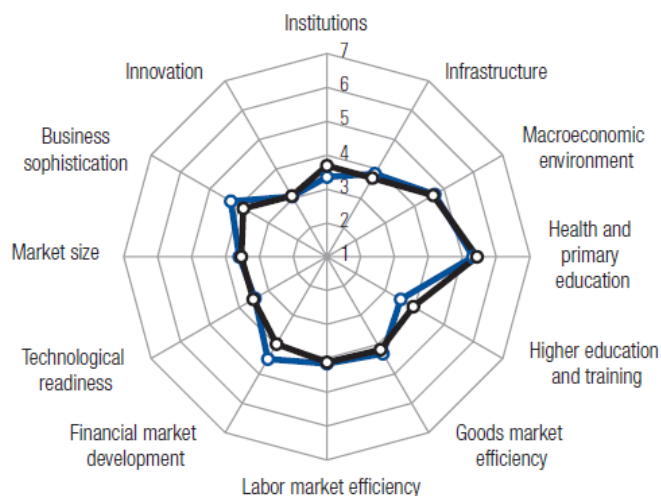 Institutions
Infrastructure
Macroeconomic
environment
Health and
primary
education
Higher education
and training
Goods market
efficiency
Labor market efficiency
Financial market
development
Technological
readiness
Market size
Business
sophistication
Innovation
7
6
5
4
3
2
1